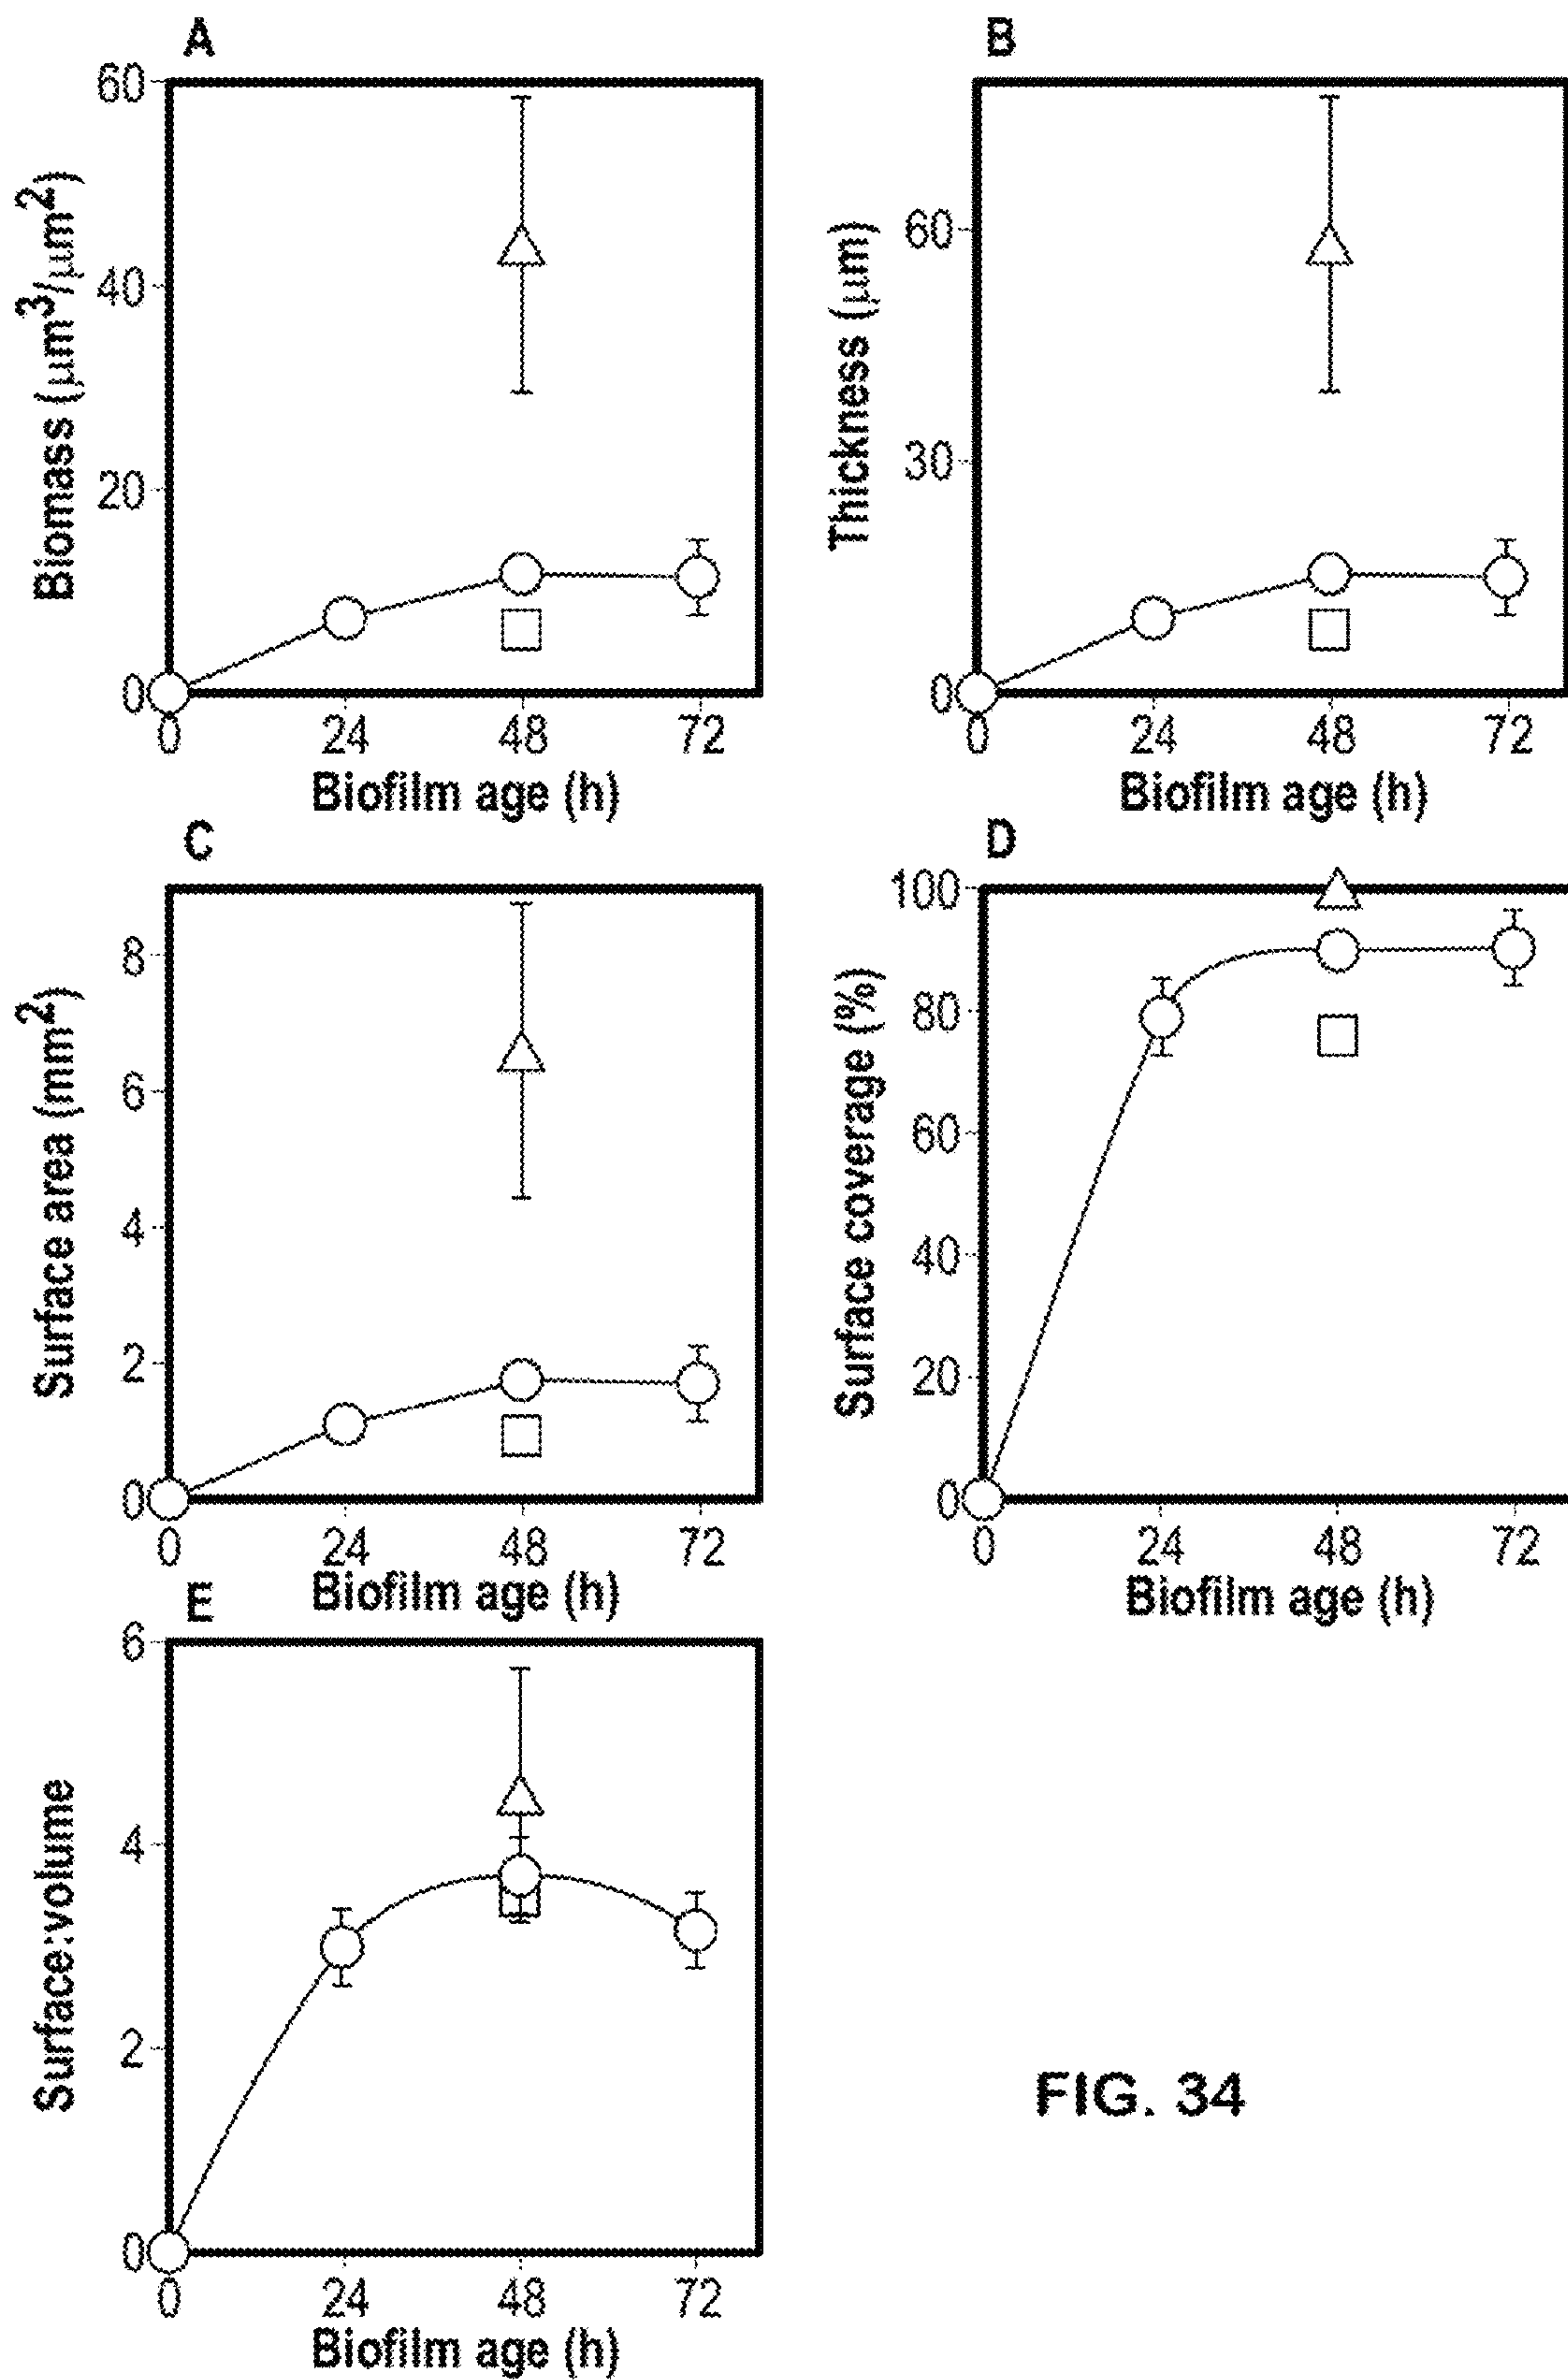 A
60
40
20
0
0 24 48 72
Biomass (μm³/μm²)
Biofilm age (h)
B
60
30
0
0 24 48 72
Thickness (μm)
Biofilm age (h)
C
8
6
4
2
0
0 24 48 72
Surface area (mm²)
Biofilm age (h)
D
100
80
60
40
20
0
0 24 48 72
Surface coverage (%)
Biofilm age (h)
E
6
4
2
0
0 24 48 72
Surface:volume
Biofilm age (h)
FIG. 34